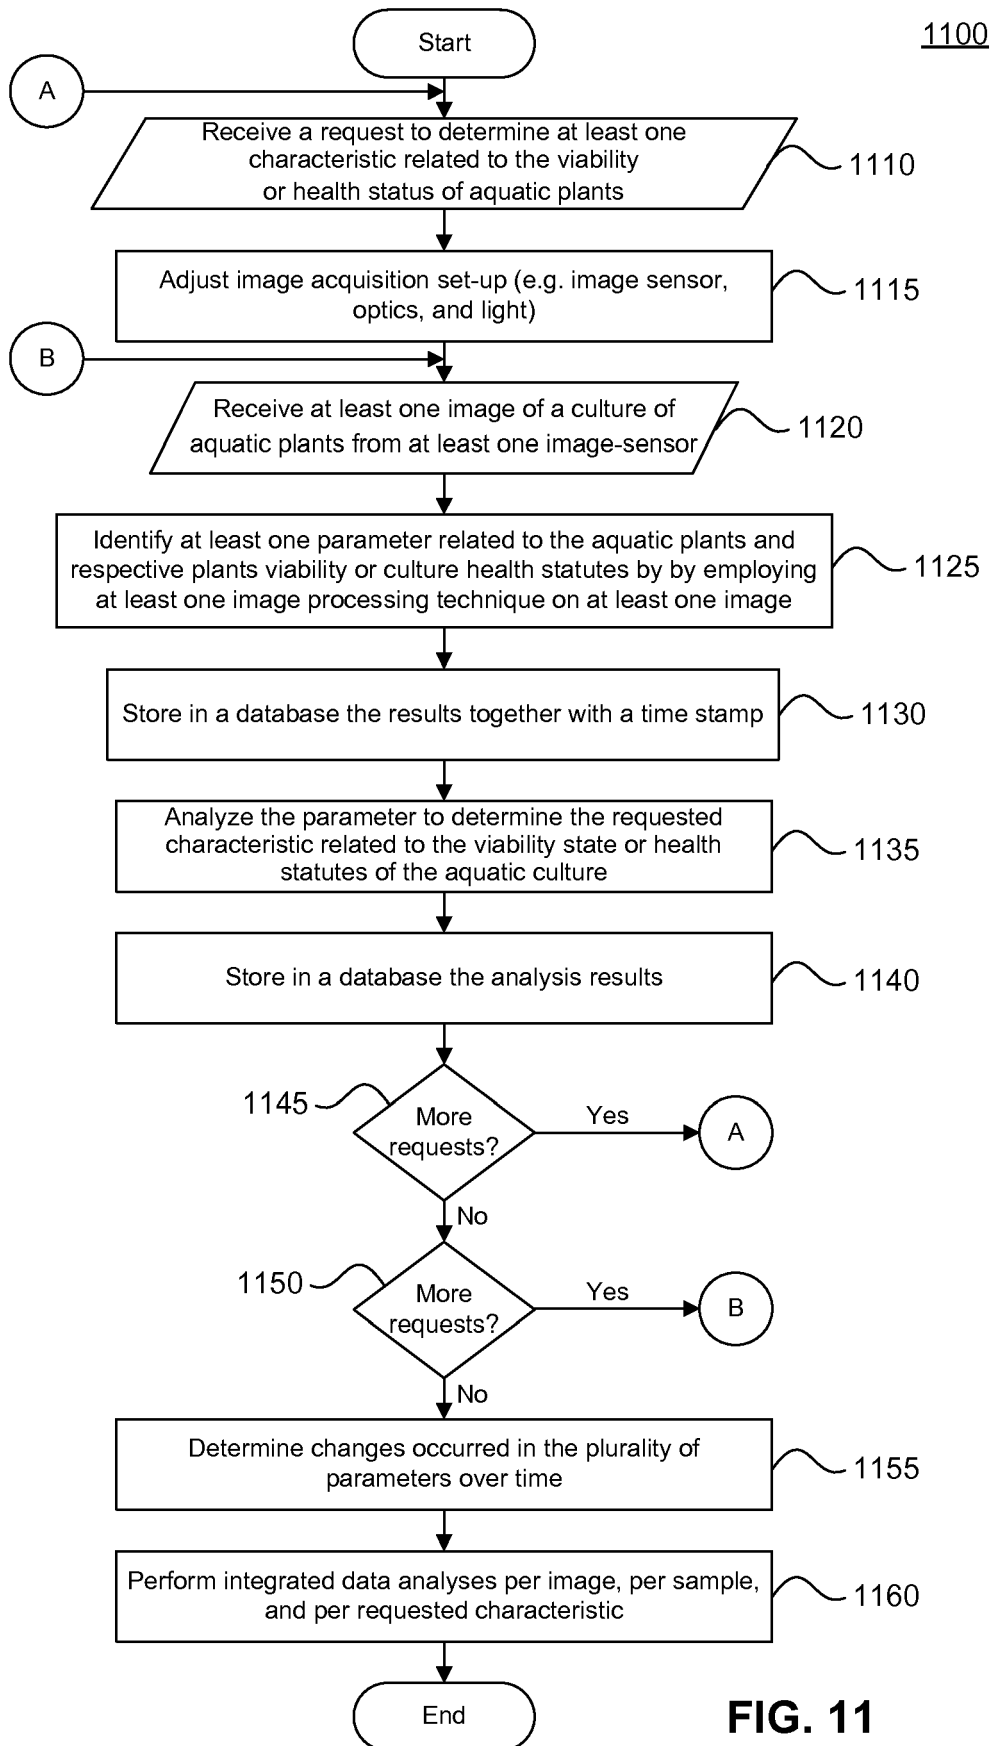 Start
1100
A
Receive a request to determine at least one
characteristic related to the viability
or health status of aquatic plants
1110
Adjust image acquisition set-up (e.g. image sensor,
optics, and light)
1115
B
Receive at least one image of a culture of
aquatic plants from at least one image-sensor
1120
Identify at least one parameter related to the aquatic plants and
respective plants viability or culture health statutes by by employing
at least one image processing technique on at least one image
1125
Store in a database the results together with a time stamp
1130
Analyze the parameter to determine the requested
characteristic related to the viability state or health
statutes of the aquatic culture
1135
Store in a database the analysis results
1140
1145
More
requests?
Yes
A
No
1150
More
requests?
Yes
B
No
Determine changes occurred in the plurality of
parameters over time
1155
Perform integrated data analyses per image, per sample,
and per requested characteristic
1160
End
FIG. 11